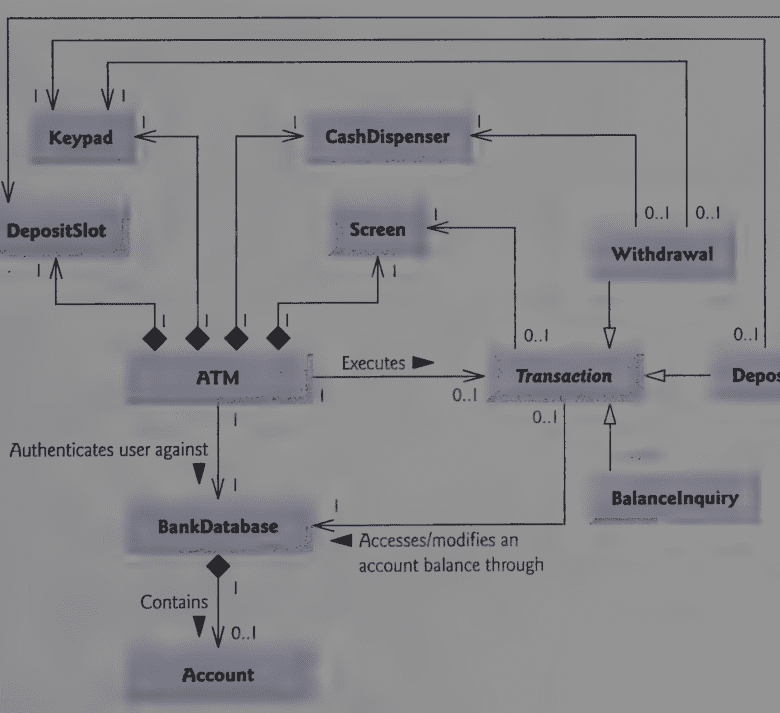 1
1
Keypad
1
1
CashDispenser
1
DepositSlot
1
Screen
1
1
0..1
0..1
Withdrawal
1
1
1
1
0..1
0..1
ATM
Executes
1
0..1
Transaction
Depos
1
0..1
Authenticates user against
1
BankDatabase
1
BalanceInquiry
Accesses/modifies an
account balance through
1
Contains
0..1
Account